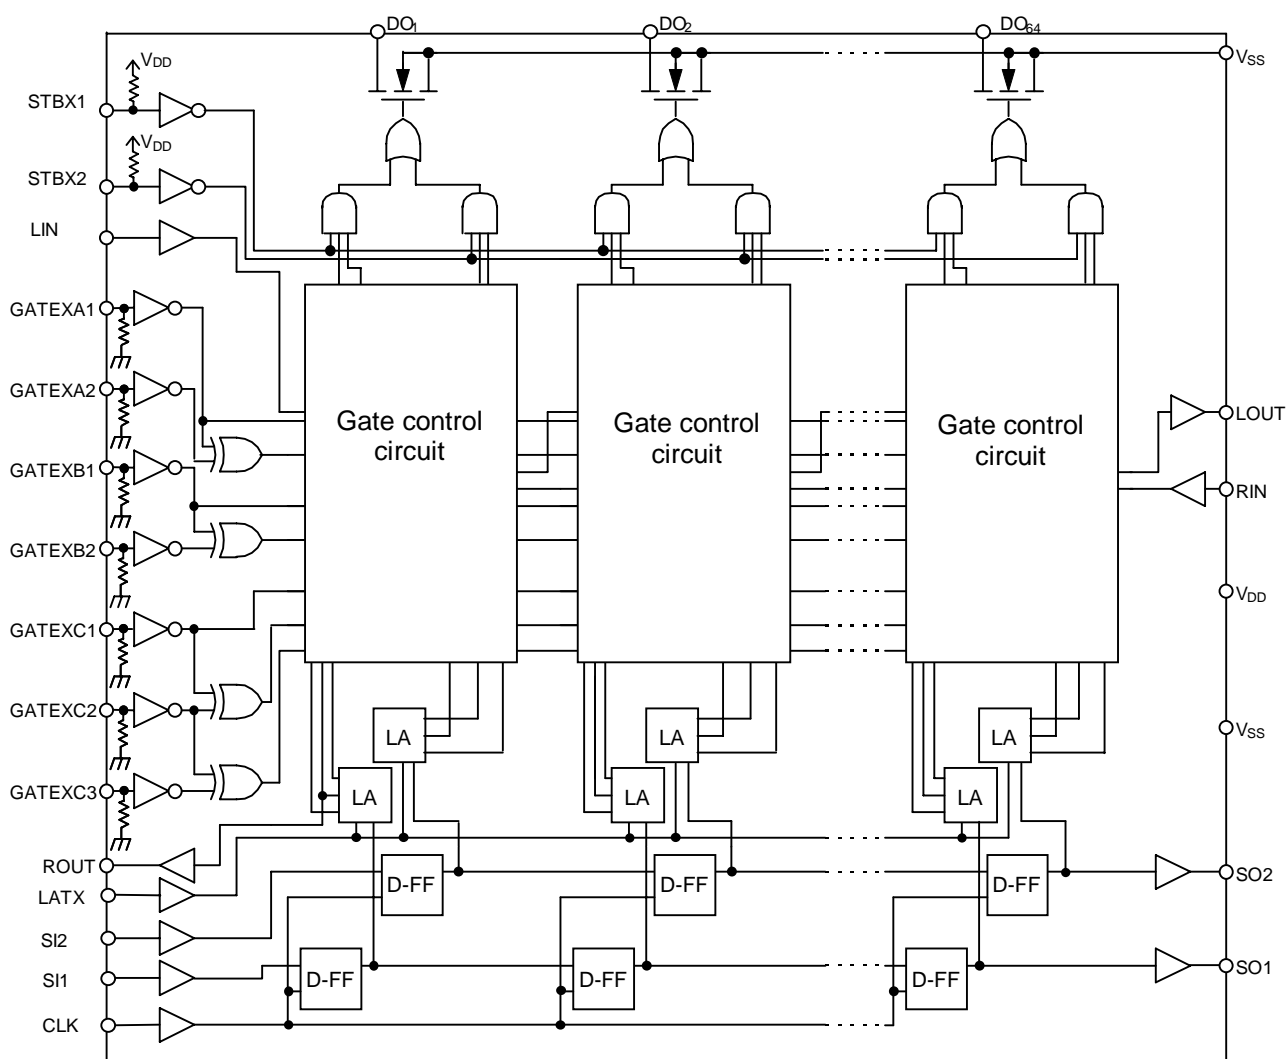 DO1
DO2
DO64
VDD
VSS
STBX1
VDD
STBX2
LIN
GATEXA1
GATEXA2
Gate control
circuit
Gate control
circuit
Gate control
circuit
LOUT
GATEXB1
RIN
GATEXB2
VDD
GATEXC1
GATEXC2
LA
LA
LA
VSS
GATEXC3
LA
LA
LA
ROUT
D-FF
D-FF
D-FF
SO2
LATX
SI2
SI1
D-FF
D-FF
D-FF
SO1
CLK